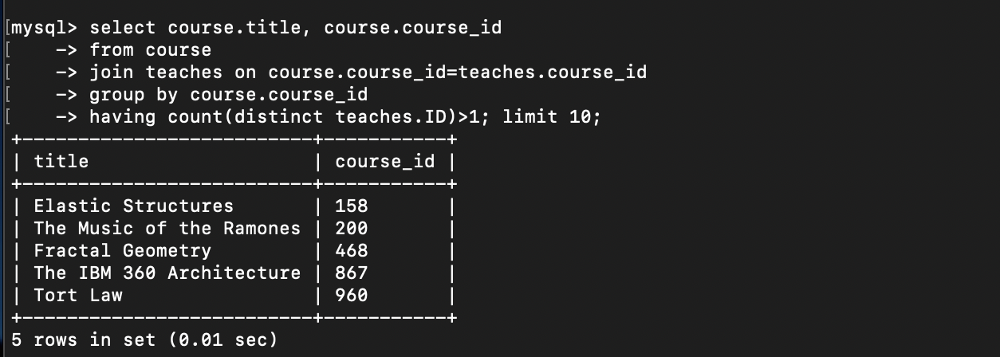 [mysql> select course.title, course.course_id
[    -> from course
[    -> join teaches on course.course_id=teaches.course_id
[    -> group by course.course_id
[    -> having count(distinct teaches.ID)>1; limit 10;
+--------------------------+-----------+
| title                    | course_id |
+--------------------------+-----------+
| Elastic Structures       | 158       |
| The Music of the Ramones | 200       |
| Fractal Geometry         | 468       |
| The IBM 360 Architecture | 867       |
| Tort Law                 | 960       |
+--------------------------+-----------+
5 rows in set (0.01 sec)